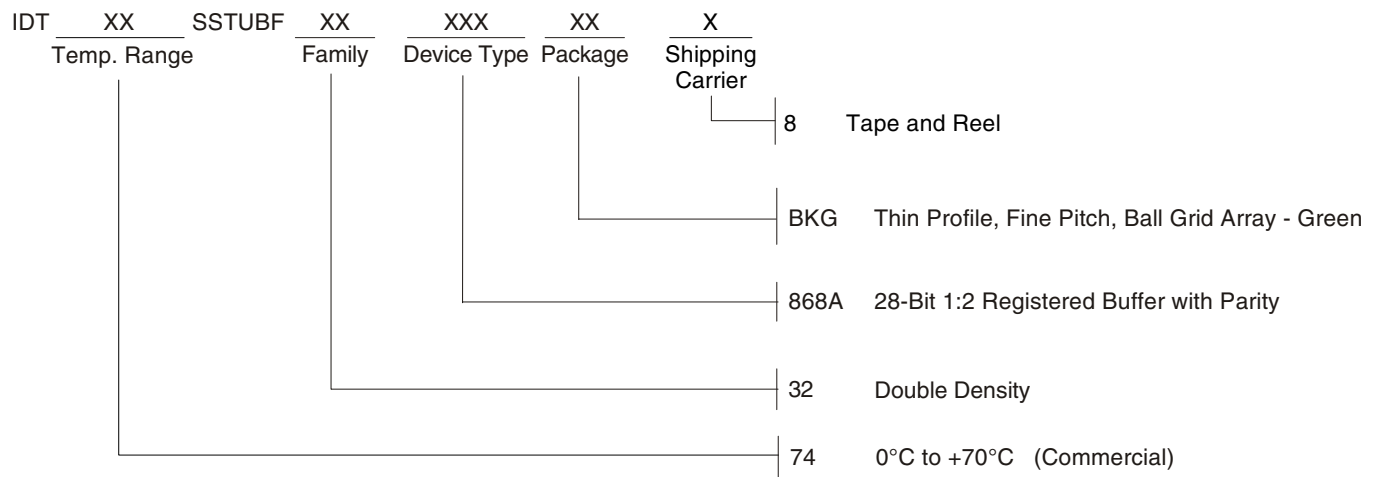 IDT XX SSTUBF XX XXX XX X
Temp. Range Family Device Type Package Shipping
Carrier
8 Tape and Reel
BKG Thin Profile, Fine Pitch, Ball Grid Array - Green
868A 28-Bit 1:2 Registered Buffer with Parity
32 Double Density
74 0°C to +70°C (Commercial)